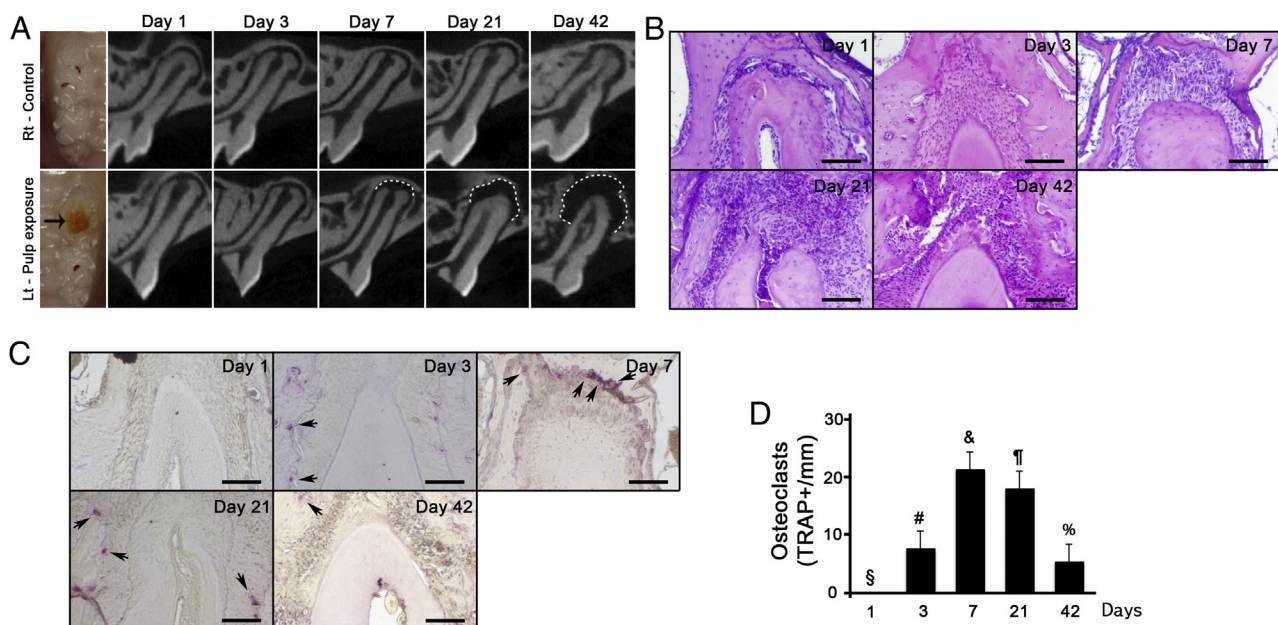 A
Day 1 Day 3 Day 7 Day 21 Day 42
Rt - Control
Lt - Pulp exposure
B
Day 1 Day 3 Day 7
Day 21 Day 42
C
Day 1 Day 3 Day 7
Day 21 Day 42
D
Osteoclasts
(TRAP+/mm)
30
20
10
0
§ # & ¶ %
1 3 7 21 42 Days